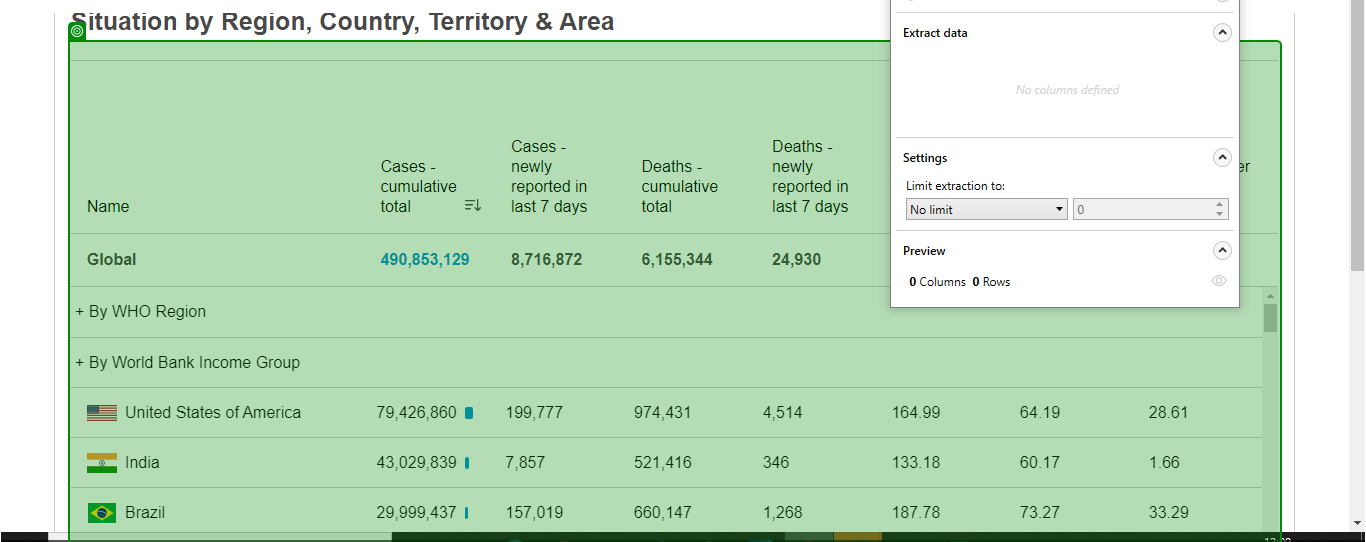 Situation by Region, Country, Territory & Area
Extract data
No columns defined
Settings
Limit extraction to:
No limit 0
Preview
0 Columns 0 Rows
Name
Cases -
cumulative
total
Cases -
newly
reported in
last 7 days
Deaths -
cumulative
total
Deaths -
newly
reported in
last 7 days
Global 490,853,129 8,716,872 6,155,344 24,930
+ By WHO Region
+ By World Bank Income Group
United States of America 79,426,860 199,777 974,431 4,514 164.99 64.19 28.61
India 43,029,839 7,857 521,416 346 133.18 60.17 1.66
Brazil 29,999,437 157,019 660,147 1,268 187.78 73.27 33.29